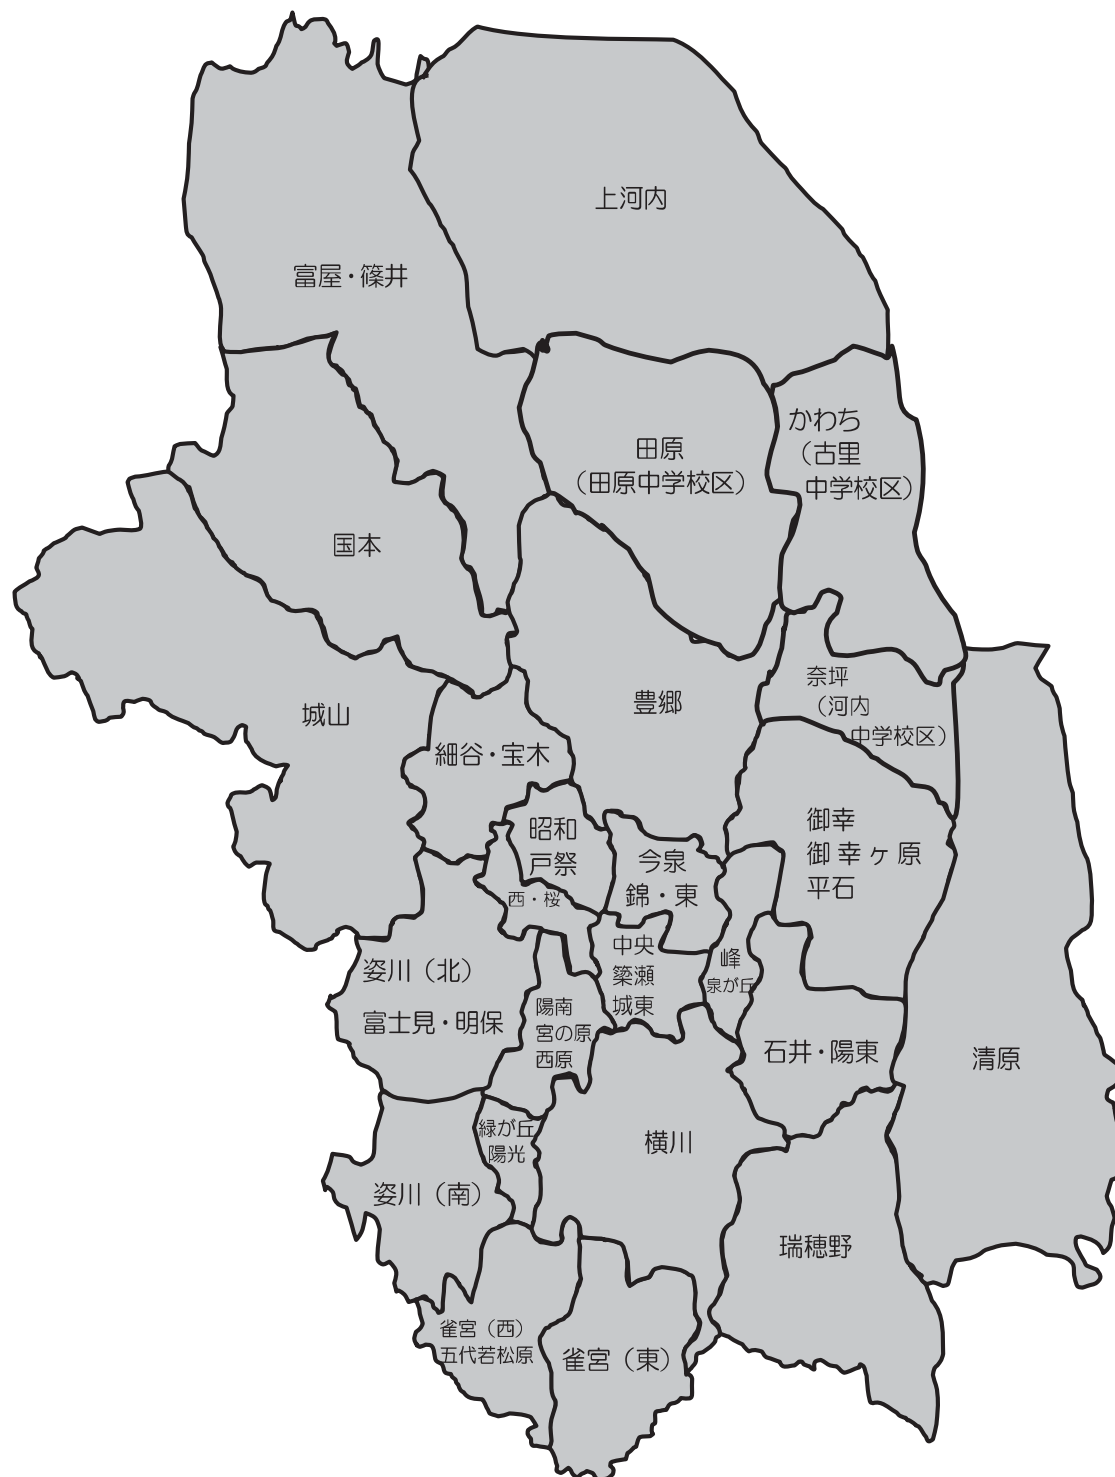 上河内
富屋・篠井
かわち
（古里
中学校区）
田原
（田原中学校区）
国本
奈坪
（河内
中学校区）
豊郷
城山
細谷・宝木
昭和
戸祭
御幸
御幸ヶ原
平石
今泉
錦・東
西・桜
中央
簗瀬
城東
峰
泉が丘
姿川（北）
富士見・明保
陽南
宮の原
西原
石井・陽東
清原
緑が丘
陽光
横川
姿川（南）
瑞穂野
雀宮（西）
五代若松原
雀宮（東）